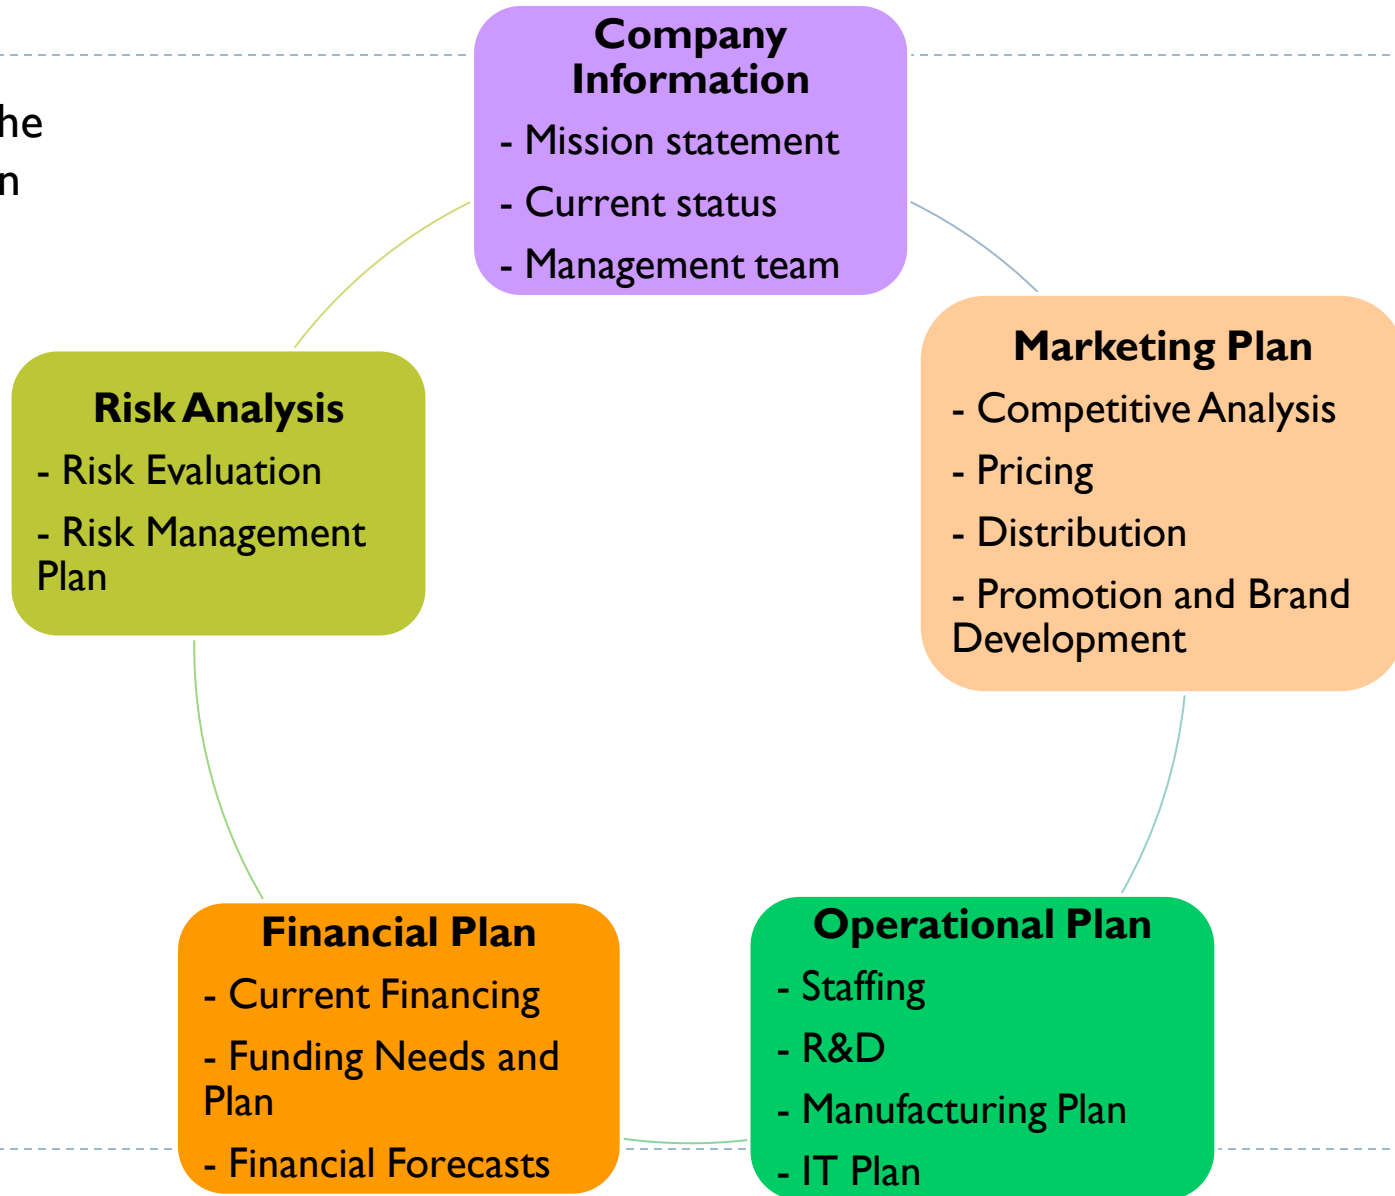 he
n
Company
Information
- Mission statement
- Current status
- Management team
Marketing Plan
- Competitive Analysis
- Pricing
- Distribution
- Promotion and Brand
Development
Operational Plan
- Staffing
- R&D
- Manufacturing Plan
- IT Plan
Financial Plan
- Current Financing
- Funding Needs and
Plan
- Financial Forecasts
Risk Analysis
- Risk Evaluation
- Risk Management
Plan